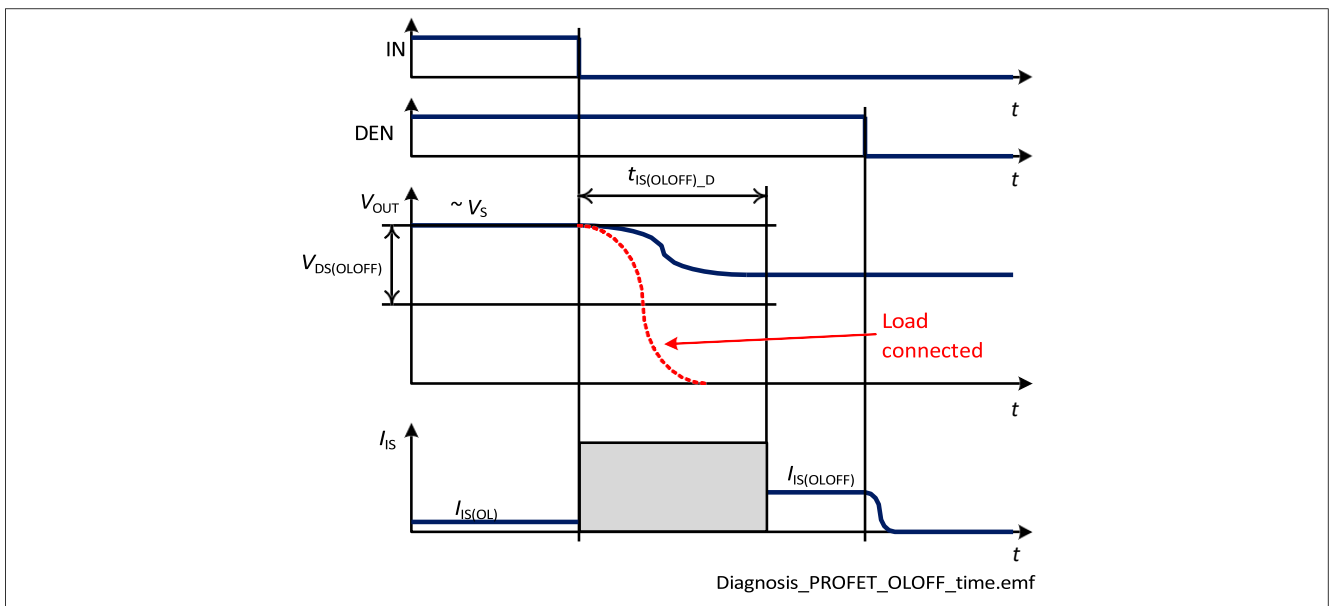 IN
t
DEN
t
tIS(OLOFF)_D
VOUT
~ VS
VDS(OLOFF)
Load
connected
t
IIS
IIS(OLOFF)
IIS(OL)
t
Diagnosis_PROFET_OLOFF_time.emf